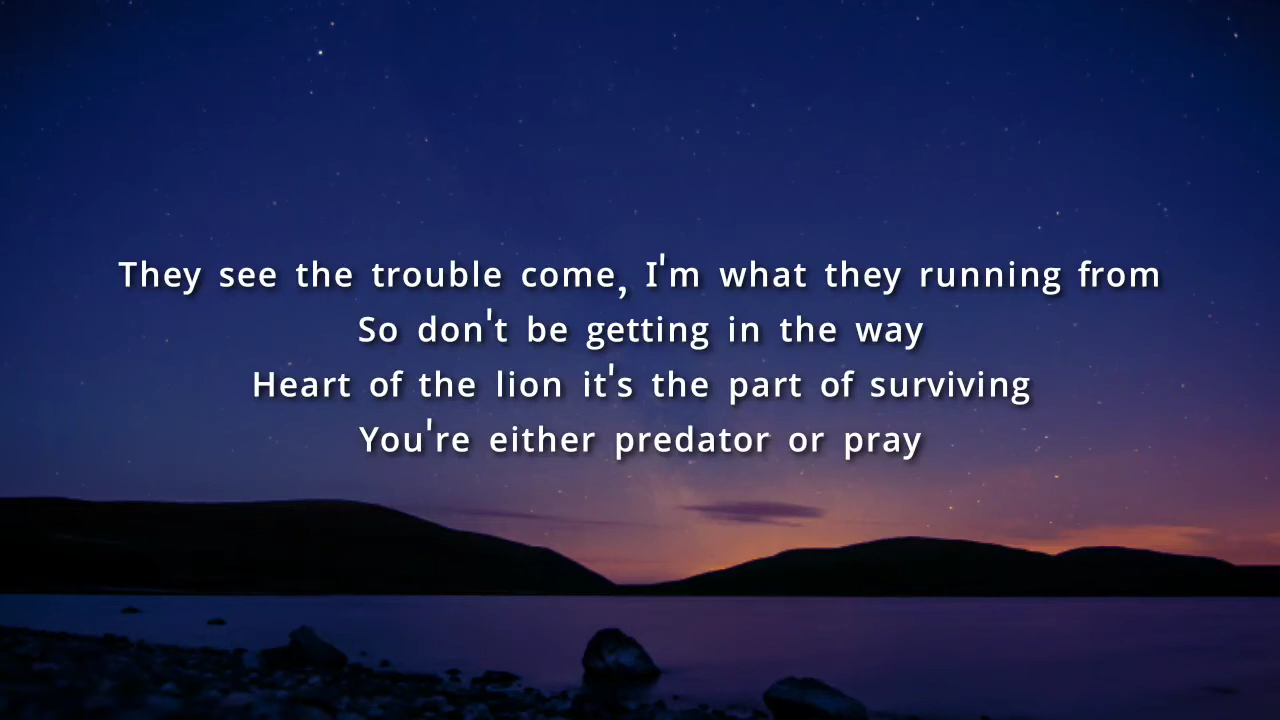 They see the trouble come, I'm what they running from
So don't be getting in the way
Heart of the lion it's the part of surviving
You're either predator or pray